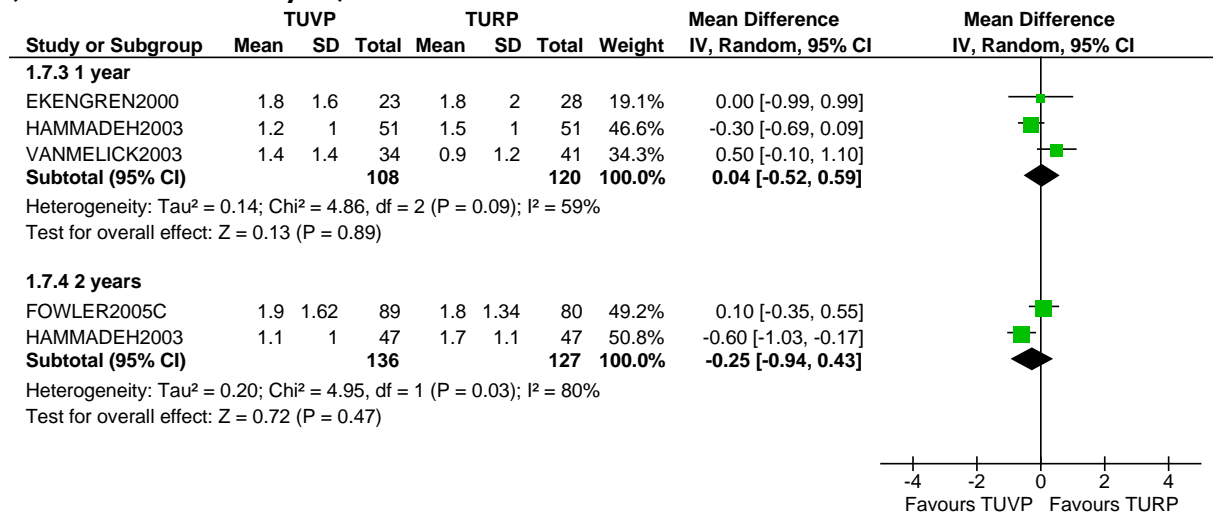 TUVP TURP Mean Difference Mean Difference
Study or Subgroup Mean SD Total Mean SD Total Weight IV, Random, 95% CI IV, Random, 95% CI
1.7.3 1 year
EKENGREN2000 1.8 1.6 23 1.8 2 28 19.1% 0.00 [-0.99, 0.99]
HAMMADEH2003 1.2 1 51 1.5 1 51 46.6% -0.30 [-0.69, 0.09]
VANMELICK2003 1.4 1.4 34 0.9 1.2 41 34.3% 0.50 [-0.10, 1.10]
Subtotal (95% CI) 108 120 100.0% 0.04 [-0.52, 0.59]
Heterogeneity: Tau² = 0.14; Chi² = 4.86, df = 2 (P = 0.09); I² = 59%
Test for overall effect: Z = 0.13 (P = 0.89)
1.7.4 2 years
FOWLER2005C 1.9 1.62 89 1.8 1.34 80 49.2% 0.10 [-0.35, 0.55]
HAMMADEH2003 1.1 1 47 1.7 1.1 47 50.8% -0.60 [-1.03, -0.17]
Subtotal (95% CI) 136 127 100.0% -0.25 [-0.94, 0.43]
Heterogeneity: Tau² = 0.20; Chi² = 4.95, df = 1 (P = 0.03); I² = 80%
Test for overall effect: Z = 0.72 (P = 0.47)
-4 -2 0 2 4
Favours TUVP Favours TURP